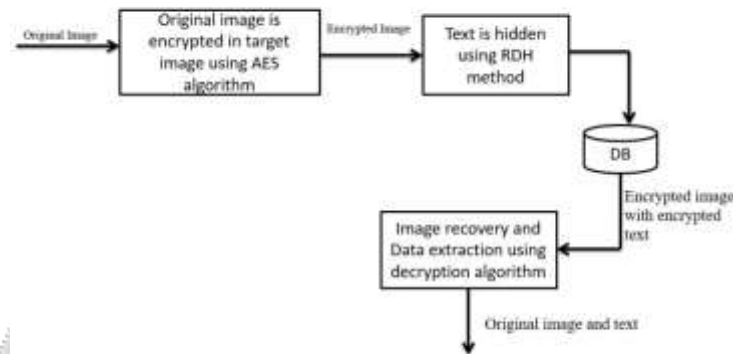 Original Image
Original image is
encrypted in target
image using AES
algorithm
Encrypted Image
Text is hidden
using RDH
method
DB
Encrypted image
with encrypted
text
Image recovery and
Data extraction using
decryption algorithm
Original image and text